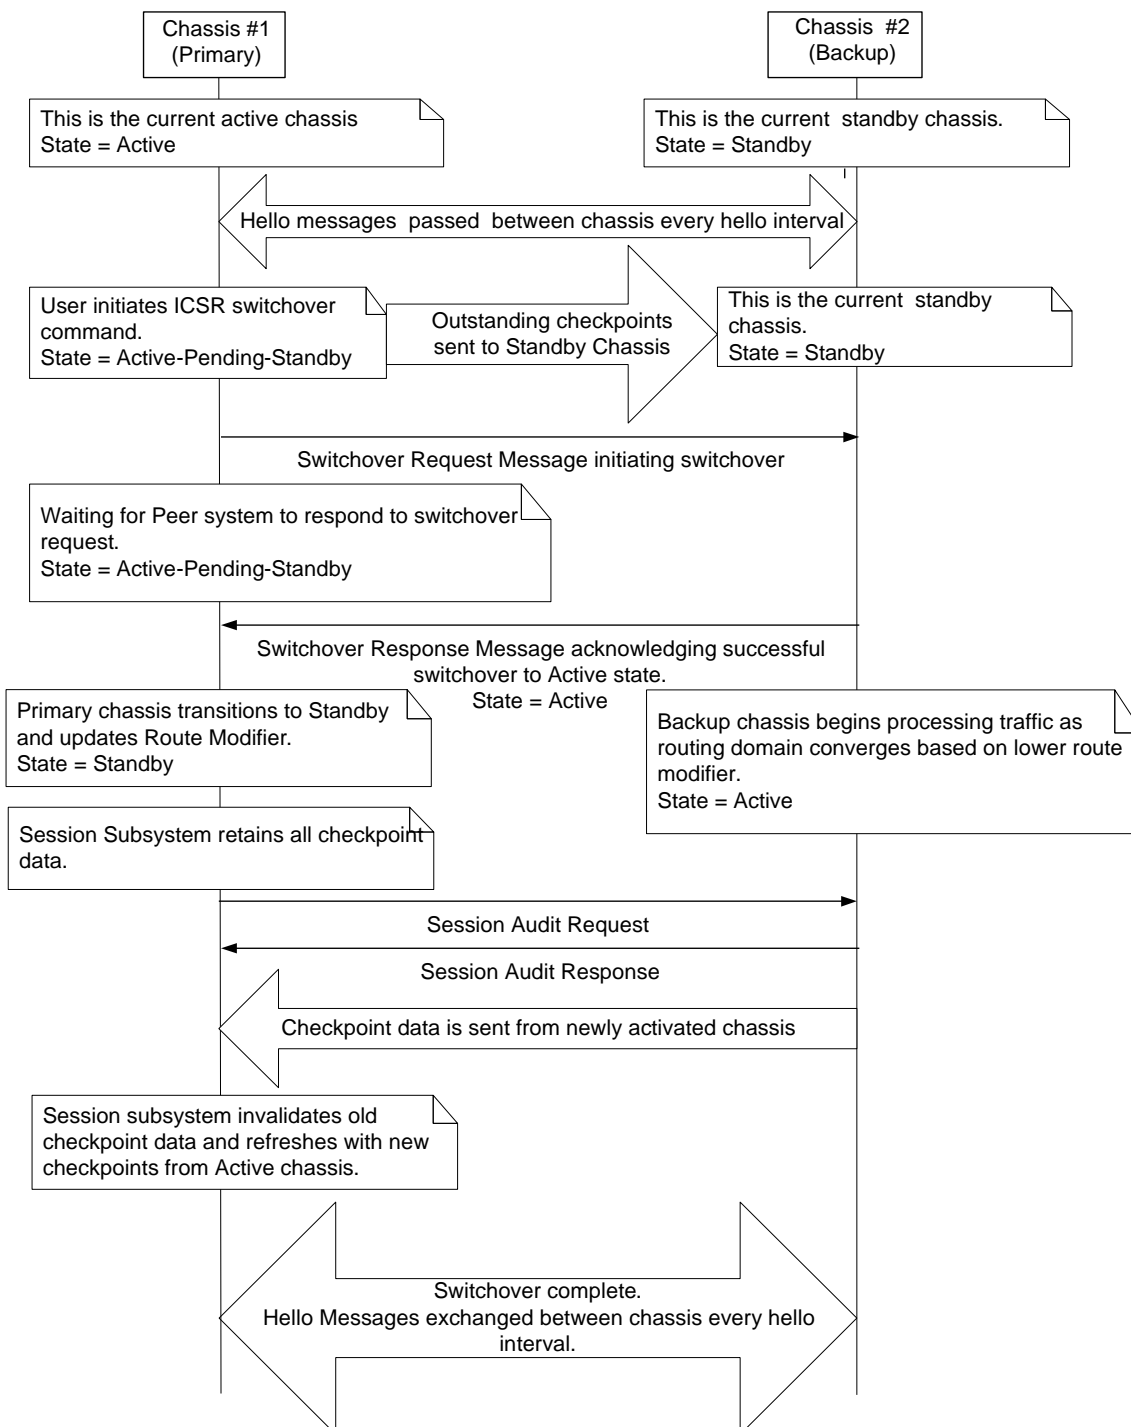 Chassis #1
(Primary)
Chassis #2
(Backup)
This is the current active chassis
State = Active
This is the current standby chassis.
State = Standby
Hello messages passed between chassis every hello interval
User initiates ICSR switchover
command.
State = Active-Pending-Standby
Outstanding checkpoints
sent to Standby Chassis
This is the current standby
chassis.
State = Standby
Switchover Request Message initiating switchover
Waiting for Peer system to respond to switchover
request.
State = Active-Pending-Standby
Switchover Response Message acknowledging successful
switchover to Active state.
State = Active
Primary chassis transitions to Standby
and updates Route Modifier.
State = Standby
Backup chassis begins processing traffic as
routing domain converges based on lower route
modifier.
State = Active
Session Subsystem retains all checkpoint
data.
Session Audit Request
Session Audit Response
Checkpoint data is sent from newly activated chassis
Session subsystem invalidates old
checkpoint data and refreshes with new
checkpoints from Active chassis.
Switchover complete.
Hello Messages exchanged between chassis every hello
interval.